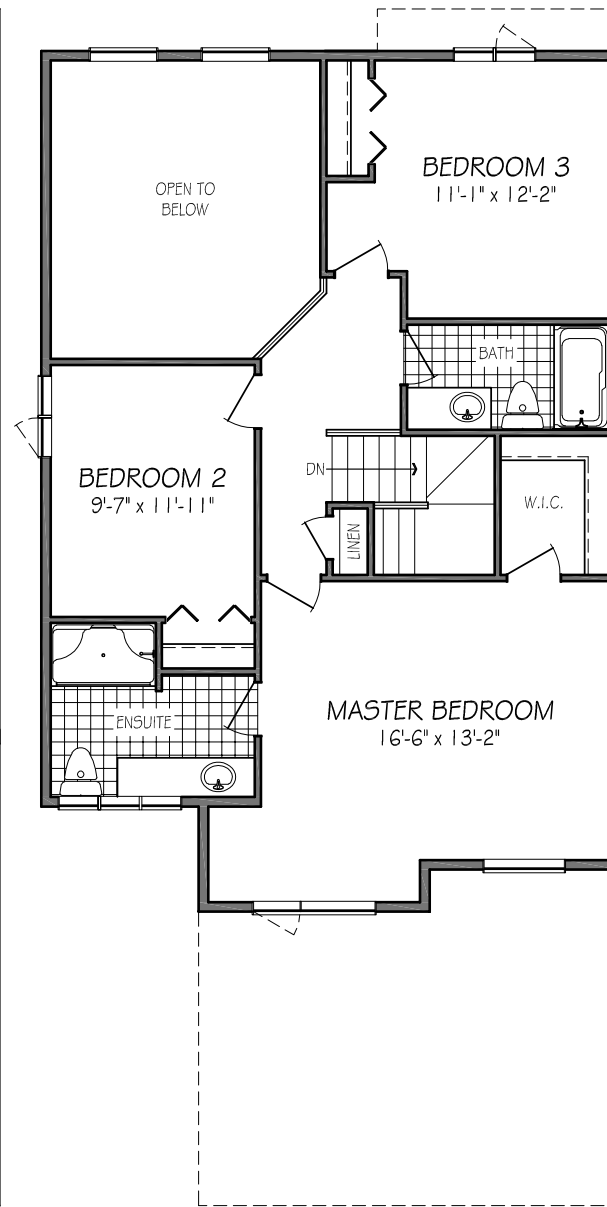 BEDROOM 3
11'-1" x 12'-2"
OPEN TO
BELOW
BATH
BEDROOM 2
9'-7" x 11'-11"
DN
W.I.C.
LINEN
MASTER BEDROOM
16'-6" x 13'-2"
ENSUITE